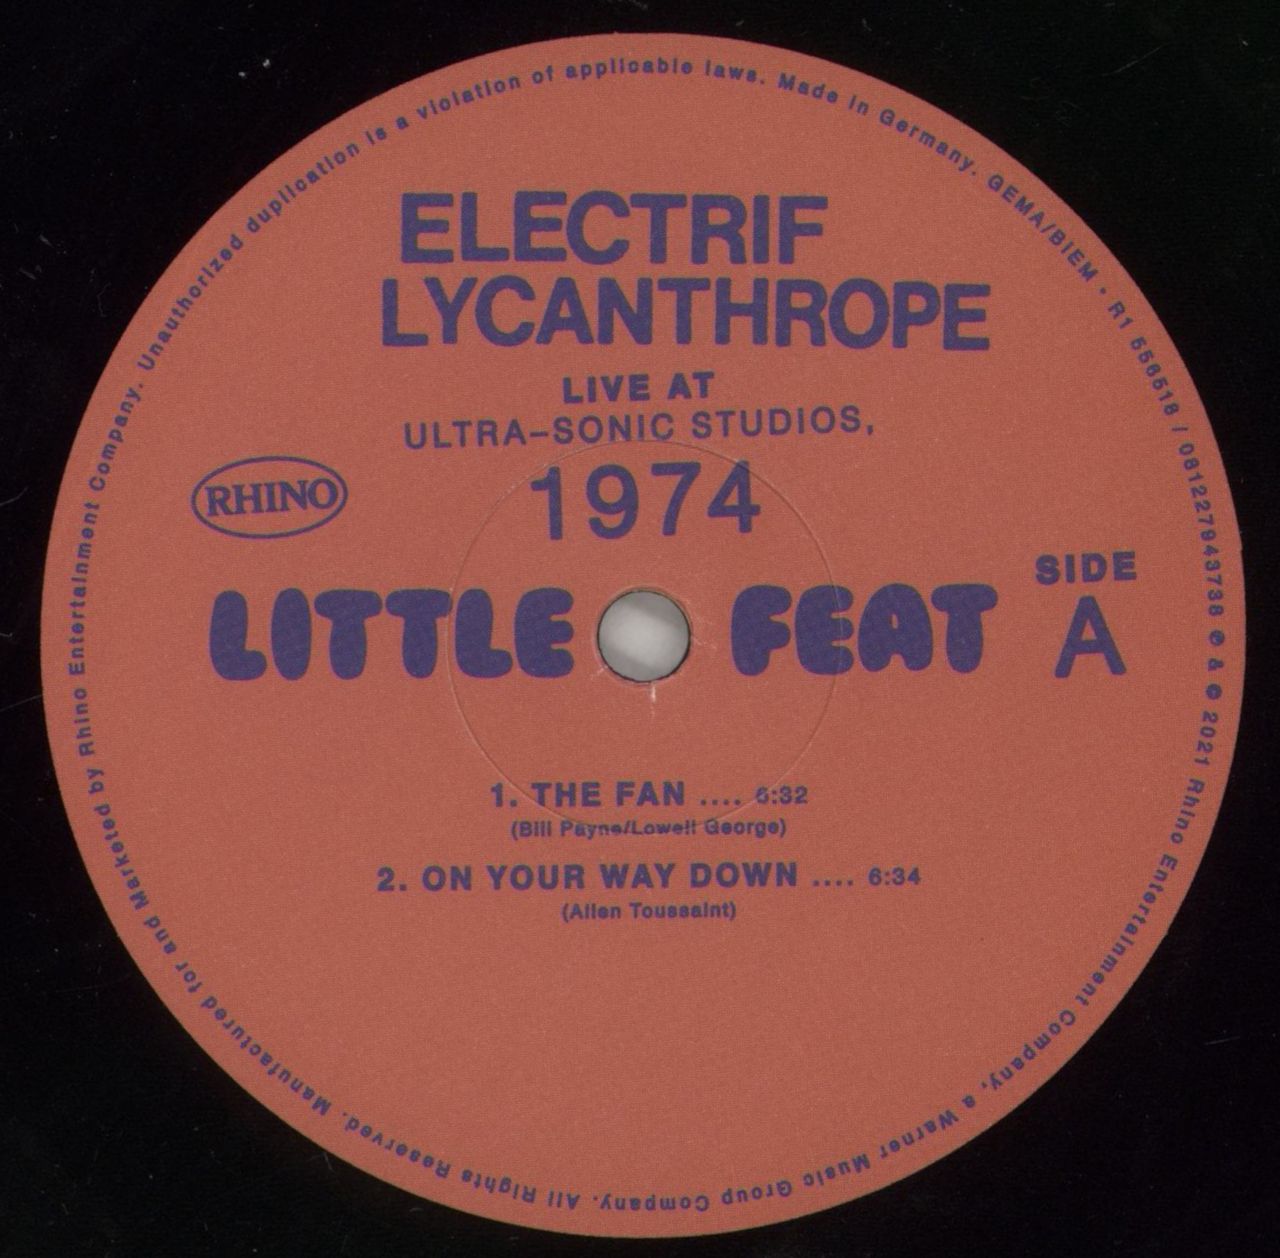 ELECTRIF
LYCANTHROPE
LIVE AT
ULTRA-SONIC STUDIOS,
1974
RHINO
LITTLE FEAT
SIDE
A
1. THE FAN .... 6:32
(Bill Payne/Lowell George)
2. ON YOUR WAY DOWN .... 6:34
(Allen Toussaint)
℗ & © 2021 Rhino Entertainment Company, a Warner Music Group Company. All Rights Reserved. Manufactured for and Marketed by Rhino Entertainment Company. Unauthorized duplication is a violation of applicable laws. Made in Germany. GEMA/BIEM • R1 556518 / 081227943738